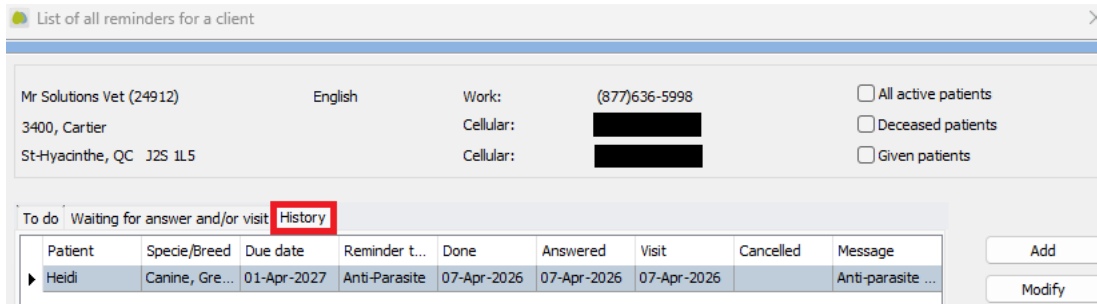 List of all reminders for a client
Mr Solutions Vet (24912) English Work: (877)636-5998 All active patients
3400, Cartier Cellular: Deceased patients
St-Hyacinthe, QC J2S 1L5 Cellular: Given patients
To do Waiting for answer and/or visit History
Patient Specie/Breed Due date Reminder t... Done Answered Visit Cancelled Message Add
Heidi Canine, Gre... 01-Apr-2027 Anti-Parasite 07-Apr-2026 07-Apr-2026 07-Apr-2026 Anti-parasite ...
Modify